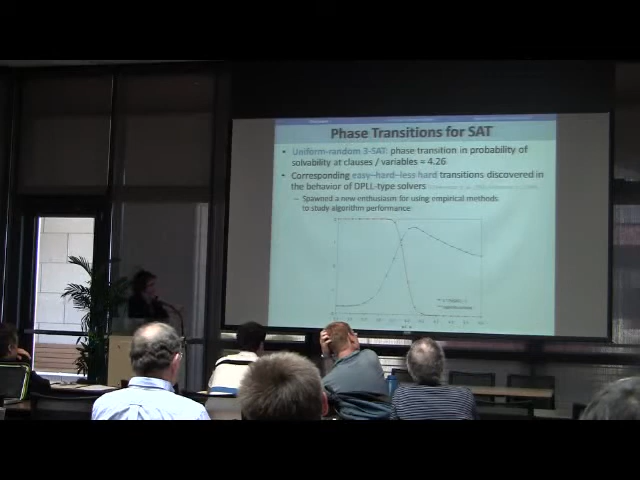 Phase Transitions for SAT
• Uniform-random 3-SAT: phase transition in probability of
solvability at clauses / variables ≈ 4.26
• Corresponding easy–hard–less hard transitions discovered in
the behavior of DPLL-type solvers
– Spawned a new enthusiasm for using empirical methods
to study algorithm performance